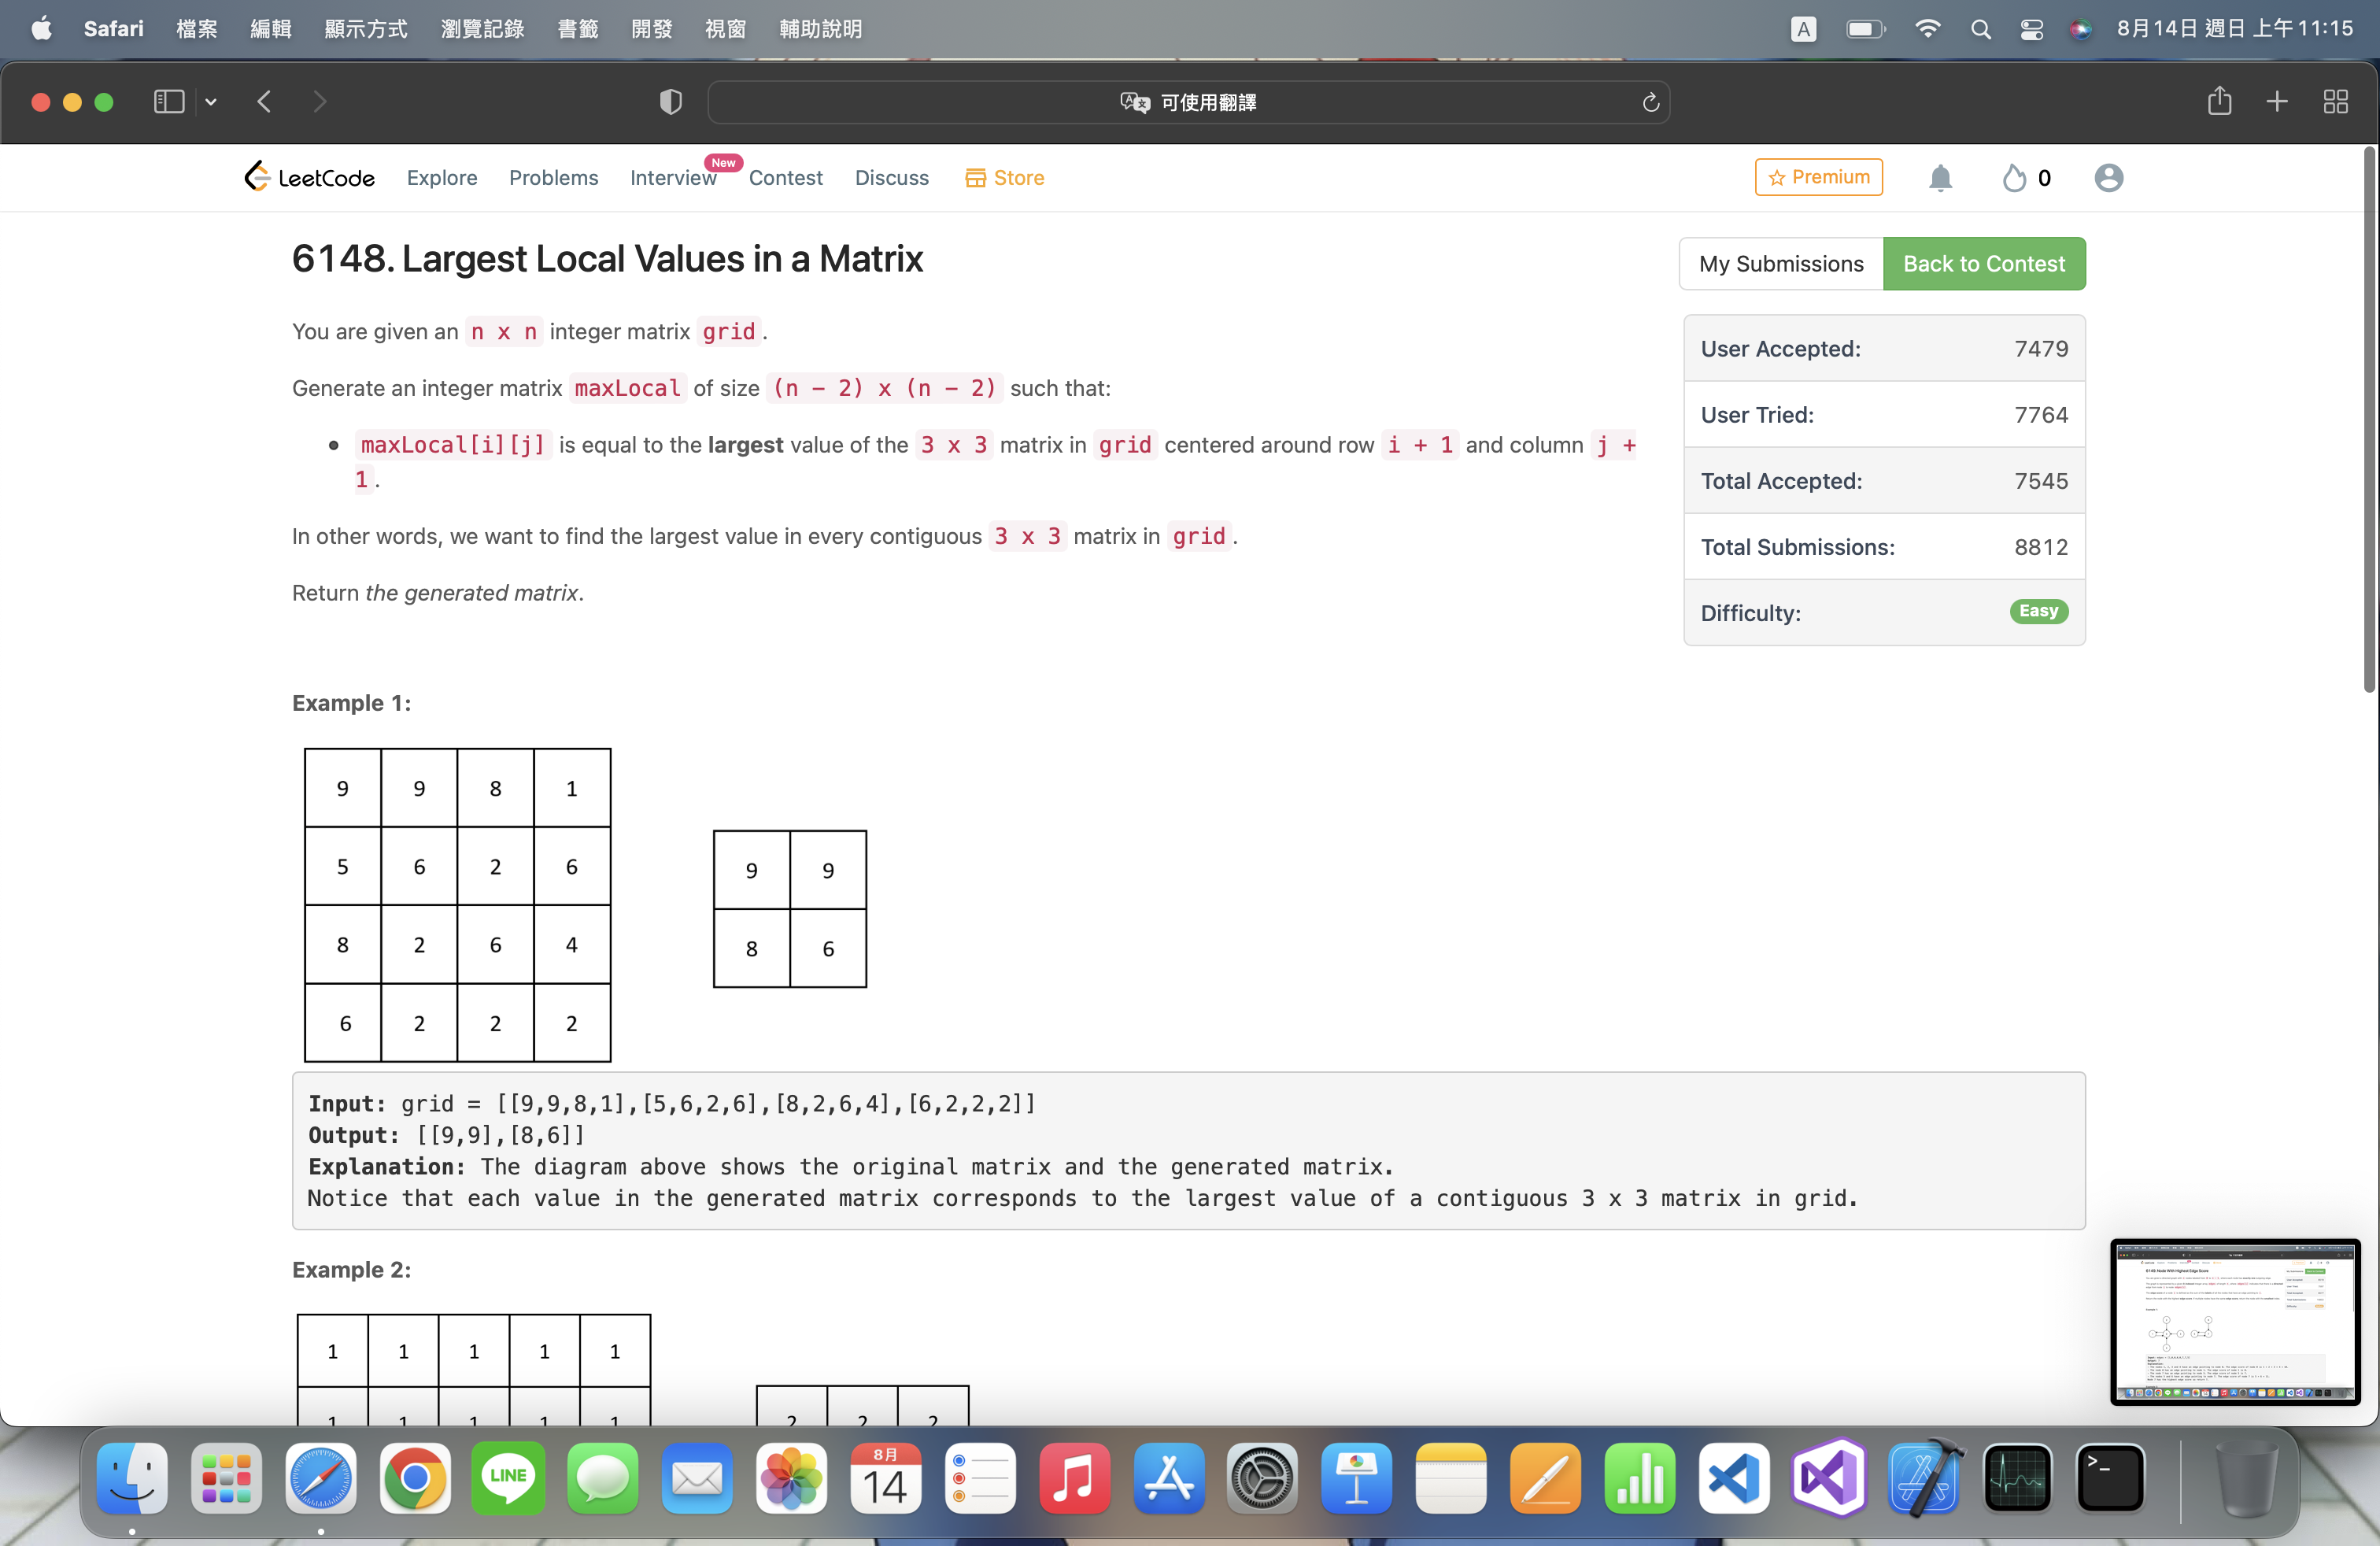 Safari 檔案 編輯 顯示方式 瀏覽記錄 書籤 開發 視窗 輔助說明 A 8月14日 週日 上午11:15
可使用翻譯
LeetCode Explore Problems Interview New Contest Discuss Store Premium 0
6148. Largest Local Values in a Matrix
My Submissions Back to Contest
You are given an n x n integer matrix grid.
Generate an integer matrix maxLocal of size (n - 2) x (n - 2) such that:
maxLocal[i][j] is equal to the largest value of the 3 x 3 matrix in grid centered around row i + 1 and column j +
1.
In other words, we want to find the largest value in every contiguous 3 x 3 matrix in grid.
Return the generated matrix.
User Accepted: 7479
User Tried: 7764
Total Accepted: 7545
Total Submissions: 8812
Difficulty: Easy
Example 1:
9 9 8 1
5 6 2 6
8 2 6 4
6 2 2 2
9 9
8 6
Input: grid = [[9,9,8,1],[5,6,2,6],[8,2,6,4],[6,2,2,2]]
Output: [[9,9],[8,6]]
Explanation: The diagram above shows the original matrix and the generated matrix.
Notice that each value in the generated matrix corresponds to the largest value of a contiguous 3 x 3 matrix in grid.
Example 2:
1 1 1 1 1
1 1 1 1 1
2 2 2
LINE
8月
14